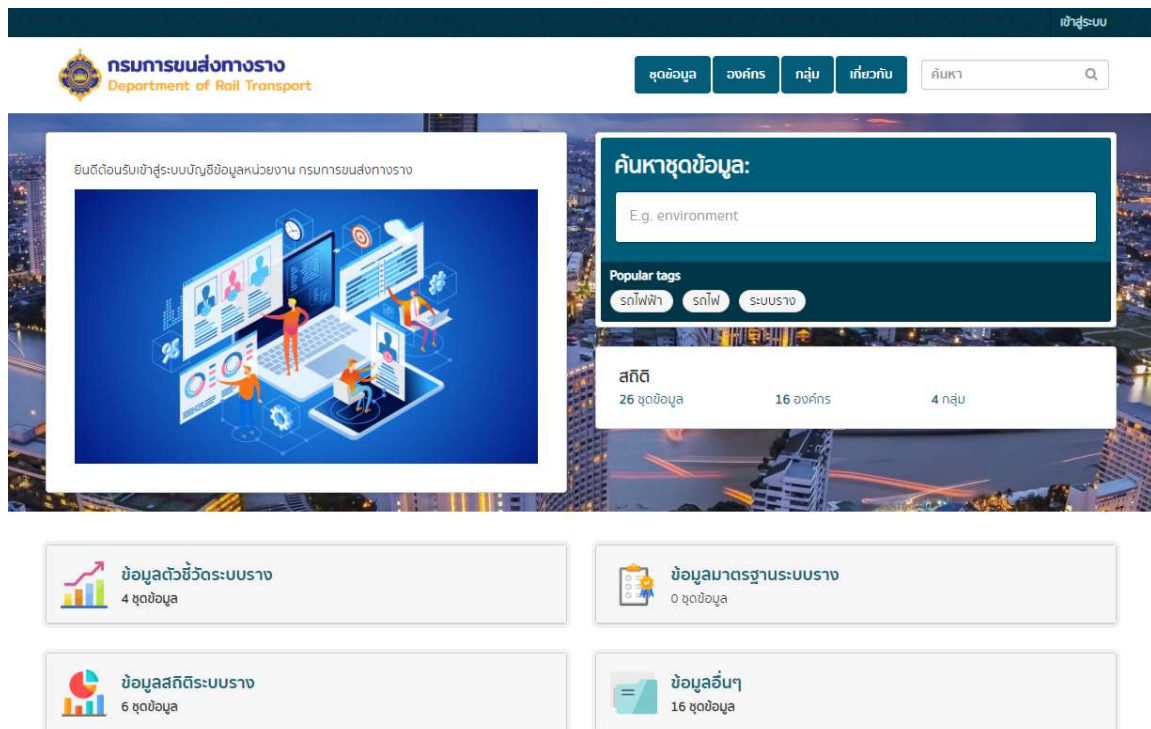 เข้าสู่ระบบ
กรมการขนส่งทางราง
Department of Rail Transport
ชุดข้อมูล องค์กร กลุ่ม เกี่ยวกับ ค้นหา
ยินดีต้อนรับเข้าสู่ระบบบัญชีข้อมูลหน่วยงาน กรมการขนส่งทางราง
ค้นหาชุดข้อมูล:
E.g. environment
Popular tags
รถไฟฟ้า รถไฟ ระบบราง
สถิติ
26 ชุดข้อมูล 16 องค์กร 4 กลุ่ม
ข้อมูลตัวชี้วัดระบบราง
4 ชุดข้อมูล
ข้อมูลมาตรฐานระบบราง
0 ชุดข้อมูล
ข้อมูลสถิติระบบราง
6 ชุดข้อมูล
ข้อมูลอื่นๆ
16 ชุดข้อมูล